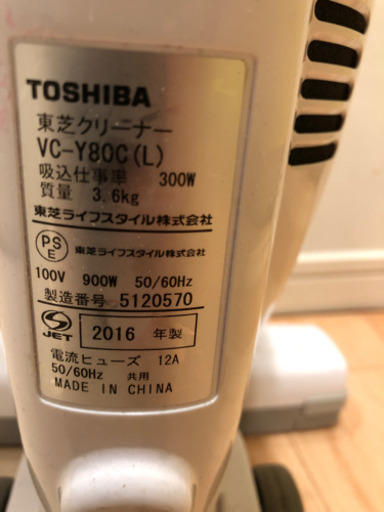 TOSHIBA
東芝クリーナー
VC-Y80C(L)
吸込仕事率 300W
質量 3.6kg
東芝ライフスタイル株式会社
PS
E
東芝ライフスタイル株式会社
100V 900W 50/60Hz
製造番号 5120570
JET
2016 年製
電流ヒューズ 12A
50/60Hz 共用
MADE IN CHINA